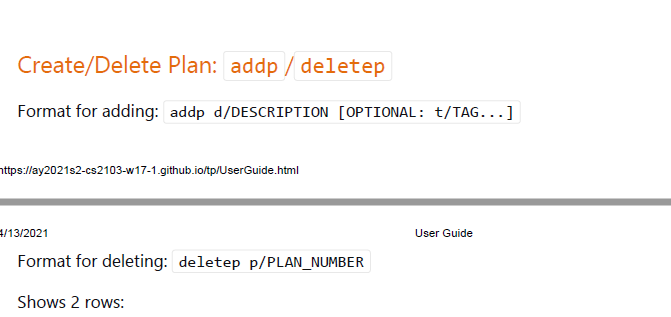 Create/Delete Plan: addp/deletep
Format for adding: addp d/DESCRIPTION [OPTIONAL: t/TAG...]
https://ay2021s2-cs2103-w17-1.github.io/tp/UserGuide.html
4/13/2021 User Guide
Format for deleting: deletep p/PLAN_NUMBER
Shows 2 rows: